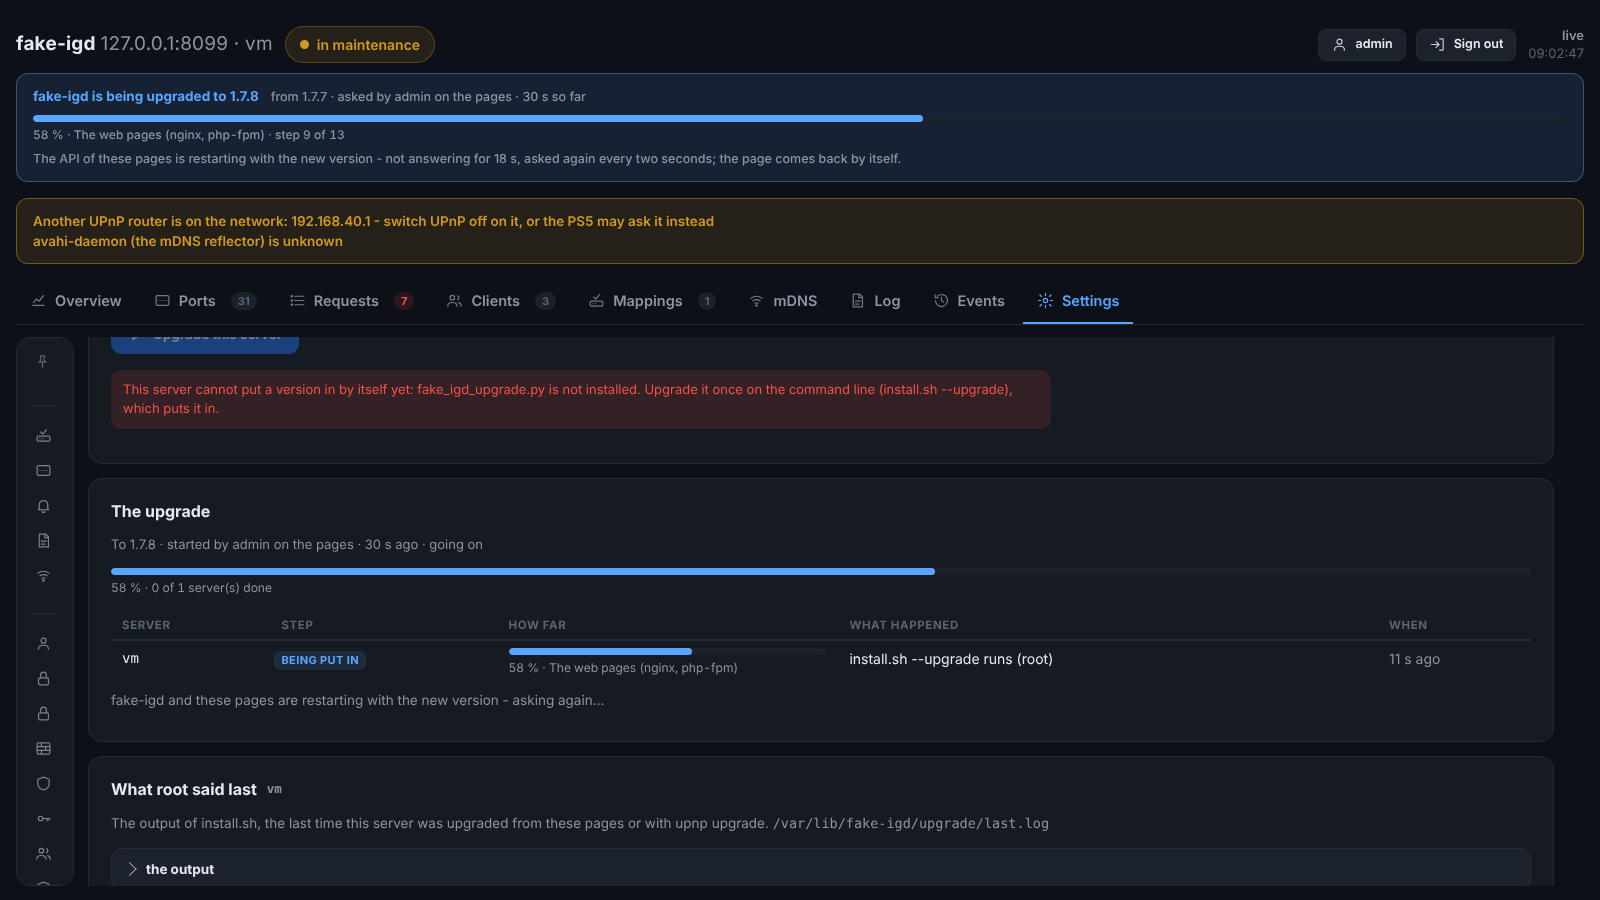 fake-igd 127.0.0.1:8099 · vm
in maintenance
admin
Sign out
live
09:02:47
fake-igd is being upgraded to 1.7.8 from 1.7.7 · asked by admin on the pages · 30 s so far
58 % · The web pages (nginx, php-fpm) · step 9 of 13
The API of these pages is restarting with the new version - not answering for 18 s, asked again every two seconds; the page comes back by itself.
Another UPnP router is on the network: 192.168.40.1 - switch UPnP off on it, or the PS5 may ask it instead
avahi-daemon (the mDNS reflector) is unknown
Overview
Ports 31
Requests 7
Clients 3
Mappings 1
mDNS
Log
Events
Settings
Upgrade this server
This server cannot put a version in by itself yet: fake_igd_upgrade.py is not installed. Upgrade it once on the command line (install.sh --upgrade),
which puts it in.
The upgrade
To 1.7.8 · started by admin on the pages · 30 s ago · going on
58 % · 0 of 1 server(s) done
SERVER STEP HOW FAR WHAT HAPPENED WHEN
vm BEING PUT IN 58 % · The web pages (nginx, php-fpm) install.sh --upgrade runs (root) 11 s ago
fake-igd and these pages are restarting with the new version - asking again...
What root said last vm
The output of install.sh, the last time this server was upgraded from these pages or with upnp upgrade. /var/lib/fake-igd/upgrade/last.log
the output